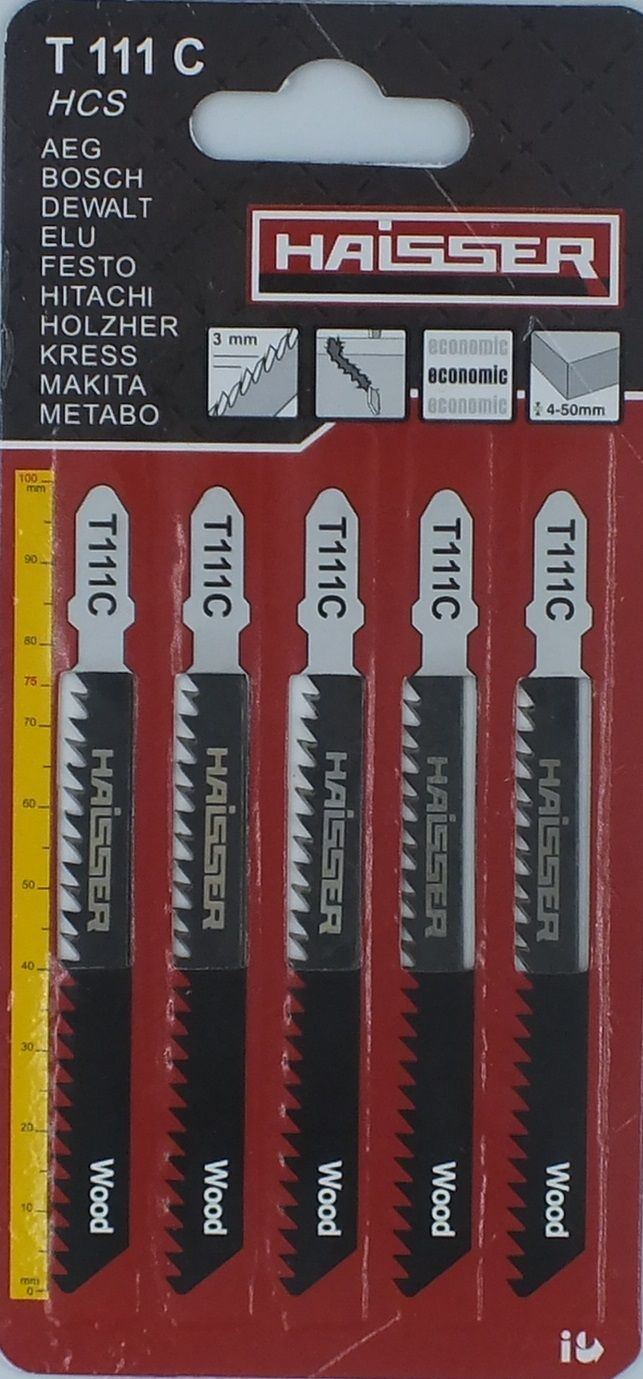 T 111 C
HCS
AEG
BOSCH
DEWALT
ELU
FESTO
HITACHI
HOLZHER
KRESS
MAKITA
METABO
HAISSER
3 mm
economic
economic
economic
4-50mm
100
mm
90
80
75
70
60
50
40
30
20
10
mm
0
T111C
T111C
T111C
T111C
T111C
HAISSER
HAISSER
HAISSER
HAISSER
HAISSER
Wood
Wood
Wood
Wood
Wood
i